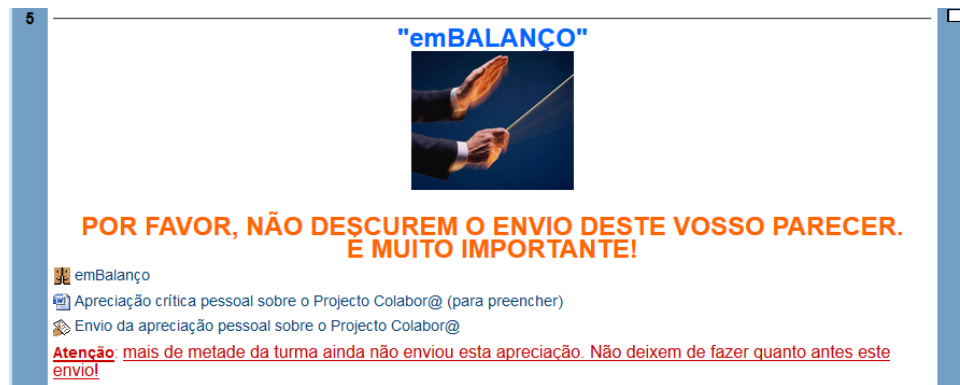 5
"emBALANÇO"
POR FAVOR, NÃO DESCUREM O ENVIO DESTE VOSSO PARECER.
É MUITO IMPORTANTE!
emBalanço
Apreciação crítica pessoal sobre o Projecto Colabor@ (para preencher)
Envio da apreciação pessoal sobre o Projecto Colabor@
Atenção: mais de metade da turma ainda não enviou esta apreciação. Não deixem de fazer quanto antes este
envio!